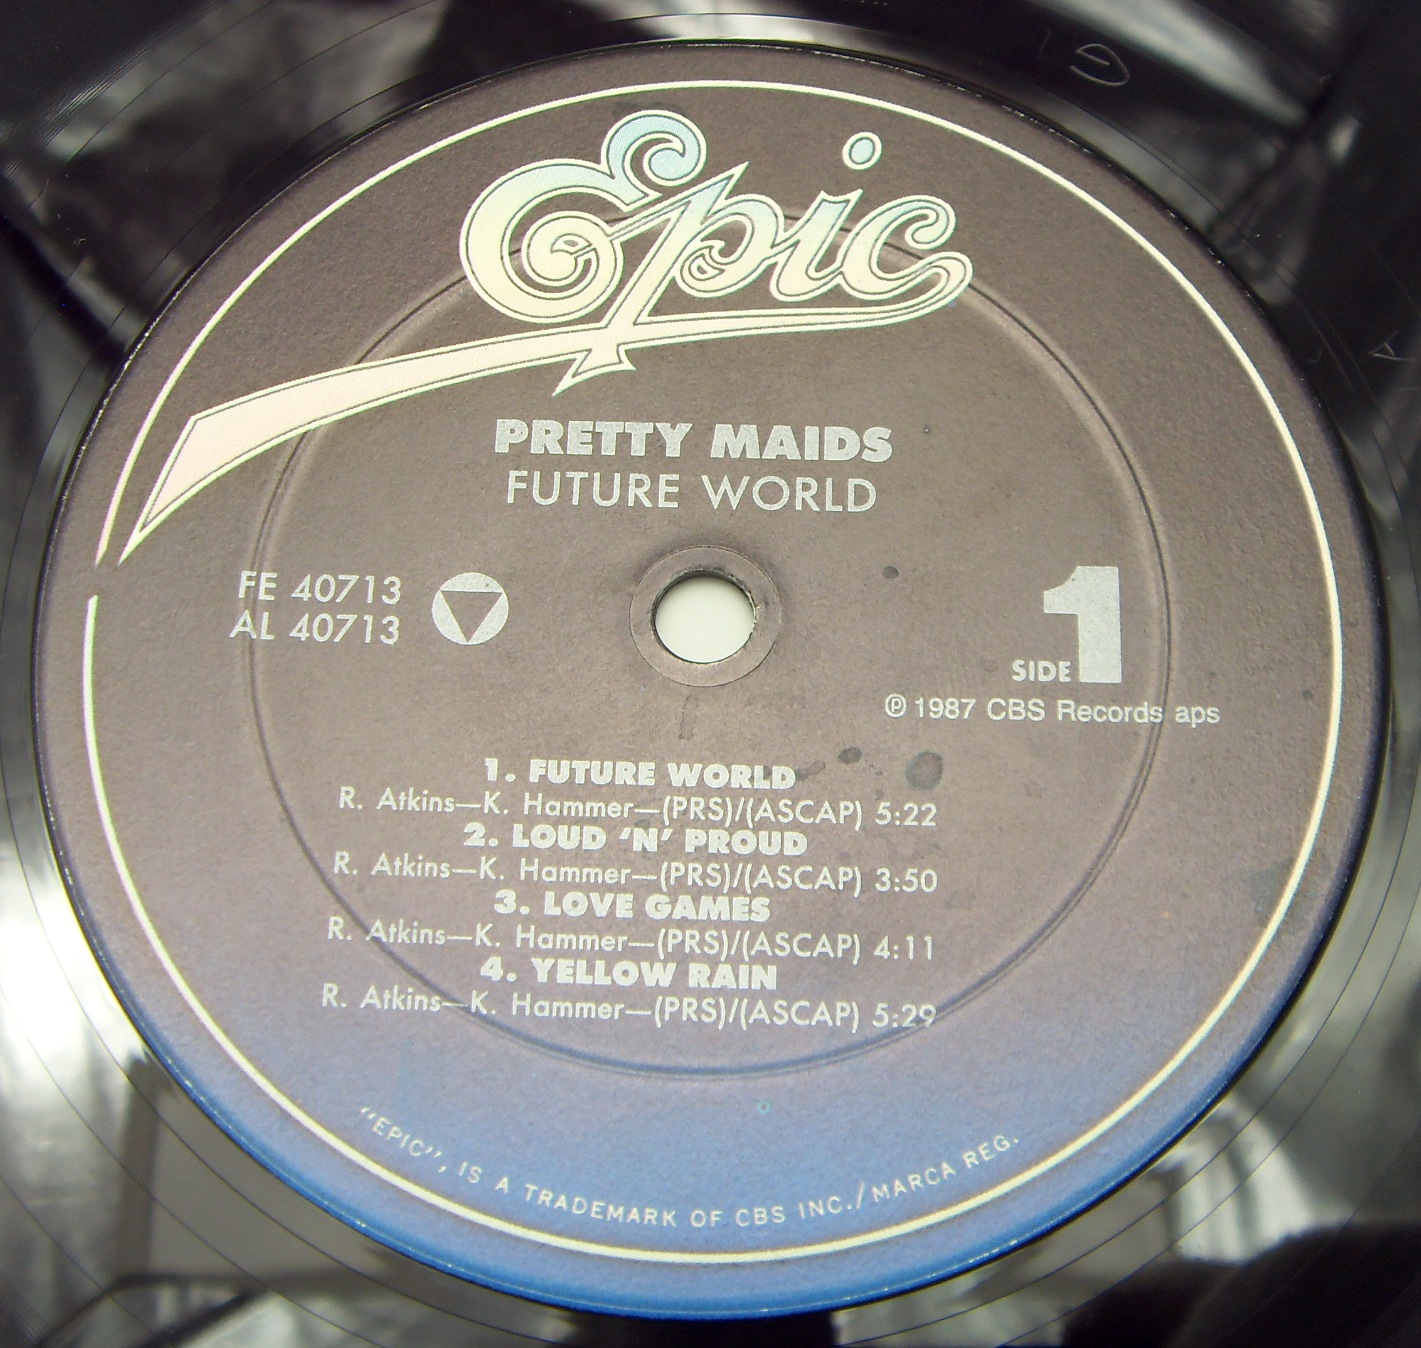 Epic
PRETTY MAIDS
FUTURE WORLD
FE 40713
AL 40713
SIDE 1
℗ 1987 CBS Records aps
1. FUTURE WORLD
R. Atkins—K. Hammer—(PRS)/(ASCAP) 5:22
2. LOUD ‘N’ PROUD
R. Atkins—K. Hammer—(PRS)/(ASCAP) 3:50
3. LOVE GAMES
R. Atkins—K. Hammer—(PRS)/(ASCAP) 4:11
4. YELLOW RAIN
R. Atkins—K. Hammer—(PRS)/(ASCAP) 5:29
“EPIC”, IS A TRADEMARK OF CBS INC./MARCA REG.